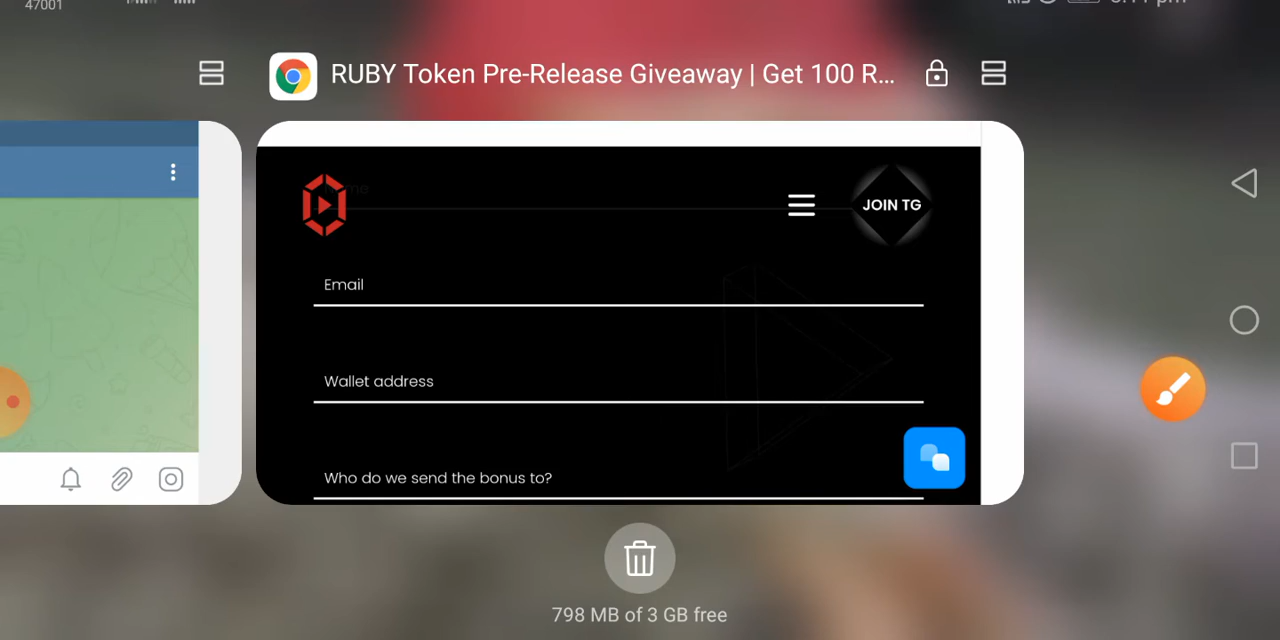 47001
RUBY Token Pre-Release Giveaway | Get 100 R...
JOIN TG
Email
Wallet address
Who do we send the bonus to?
798 MB of 3 GB free